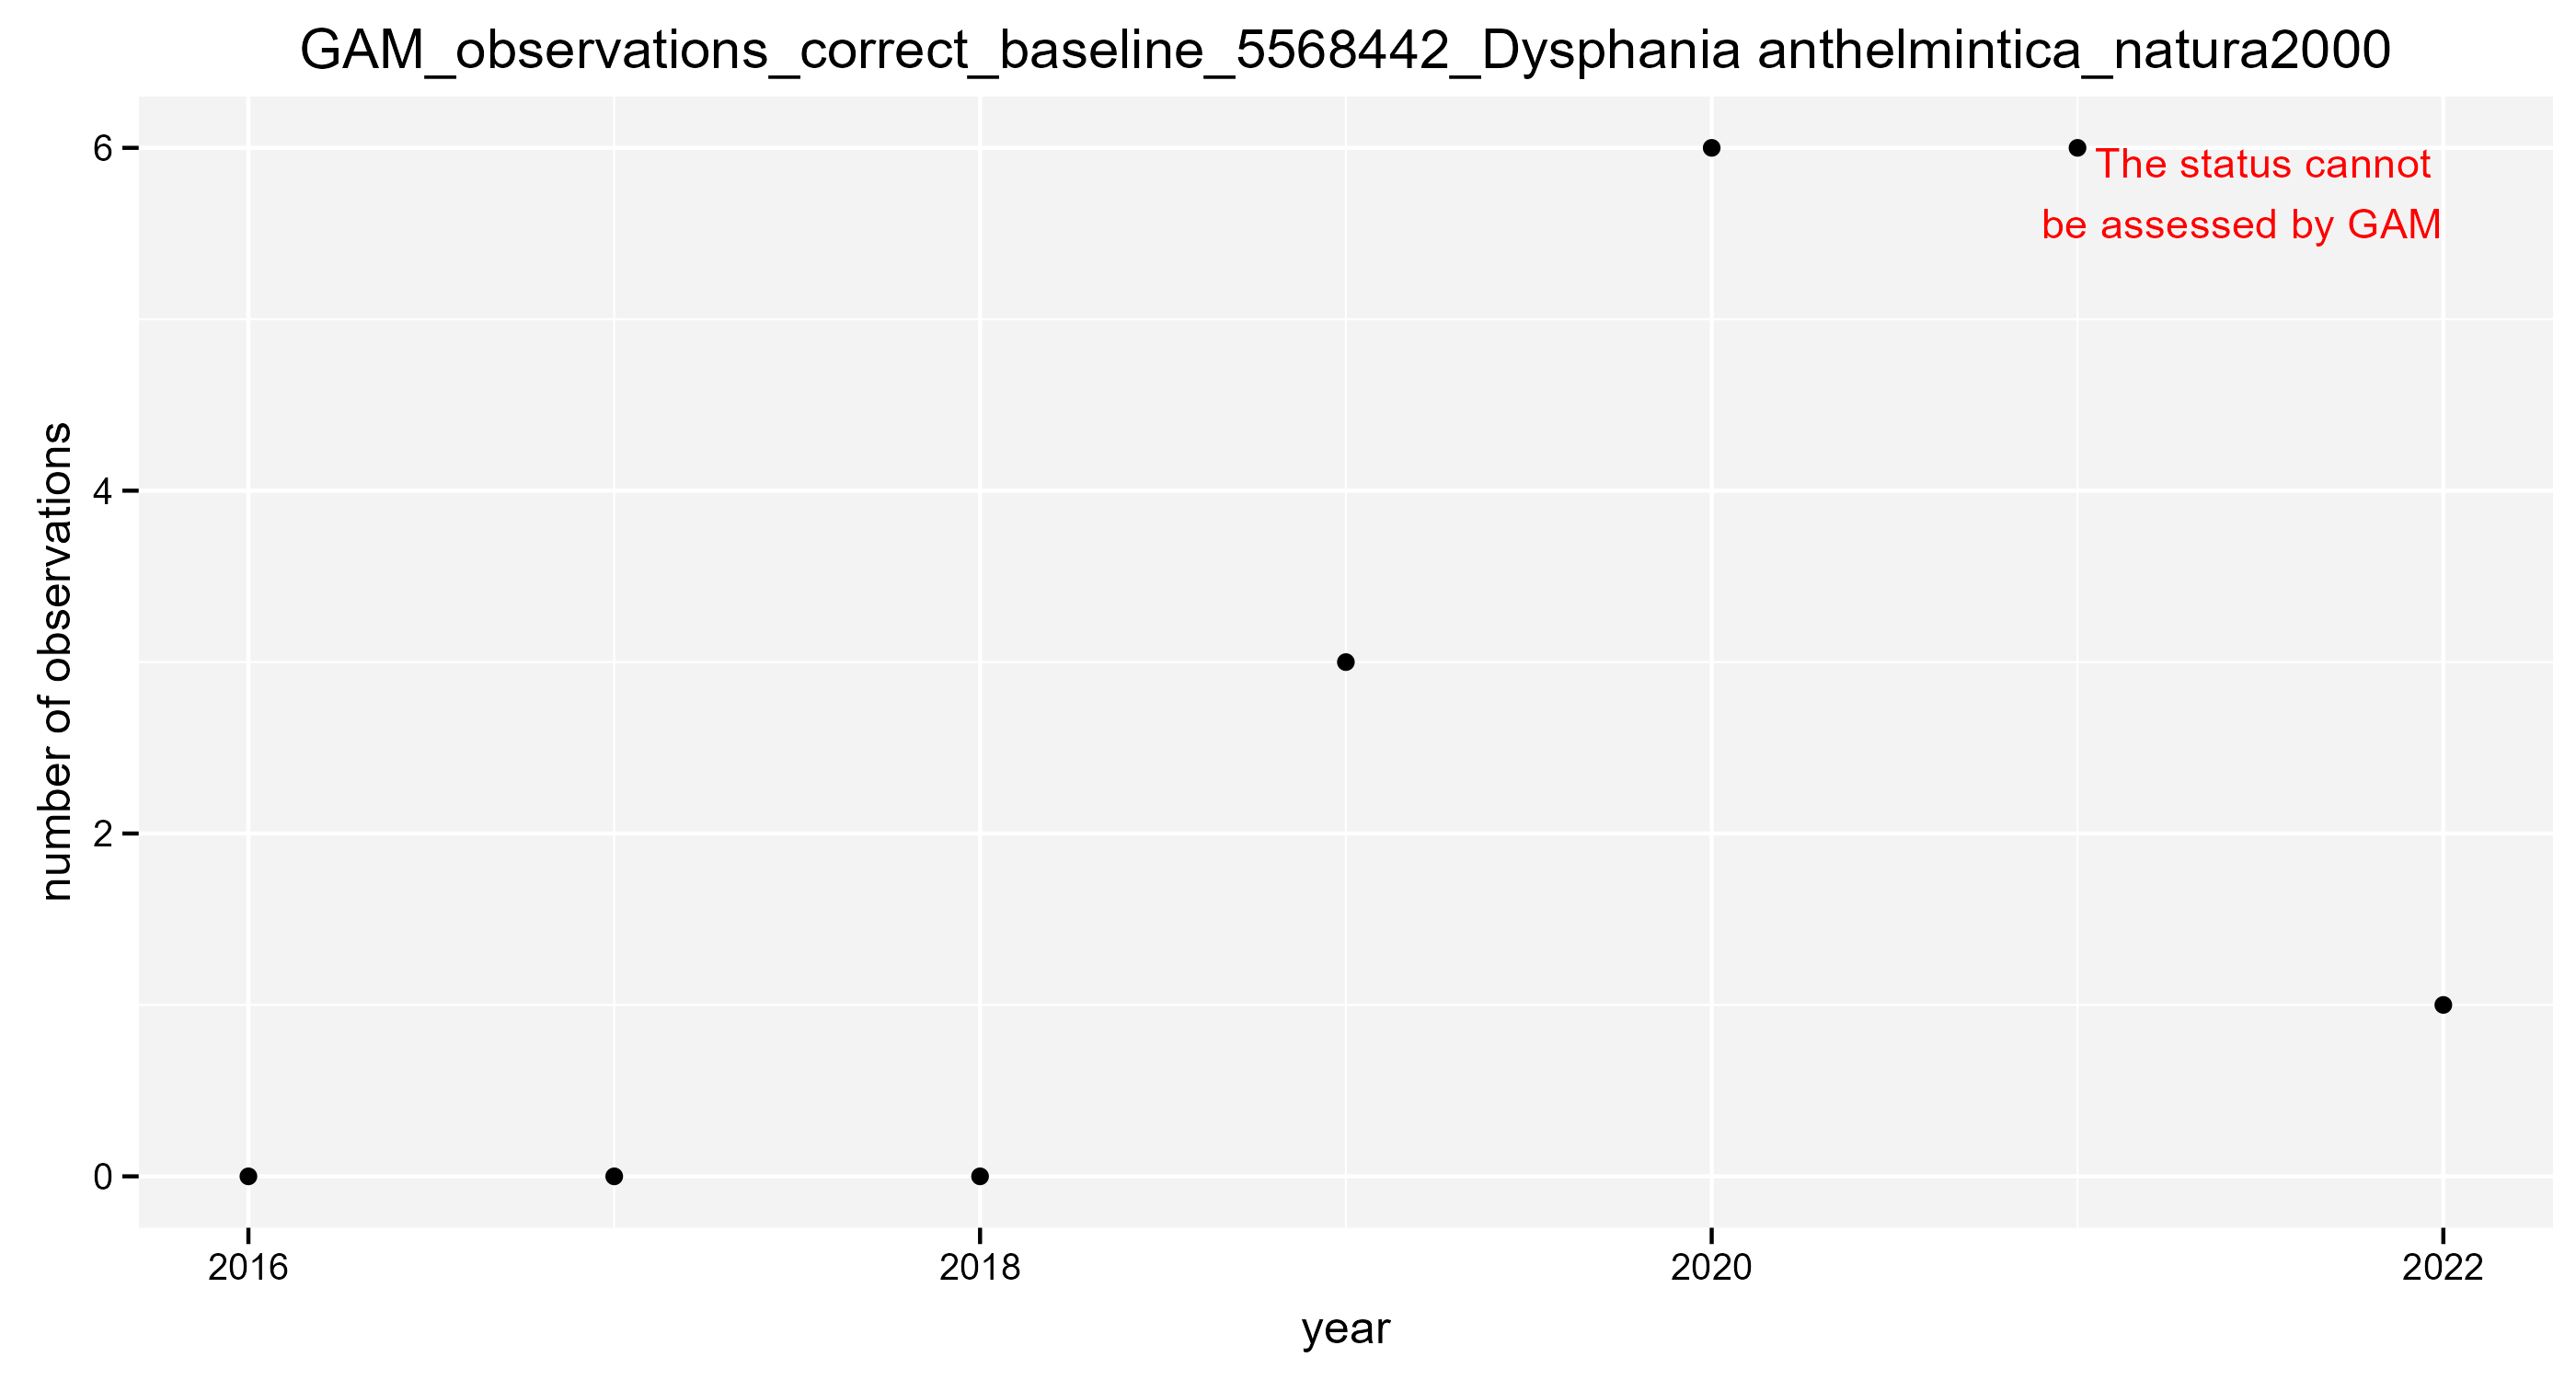 GAM_observations_correct_baseline_5568442_Dysphania anthelmintica_natura2000
6
The status cannot
be assessed by GAM
4
number of observations
2
0
2016
2018
2020
2022
year